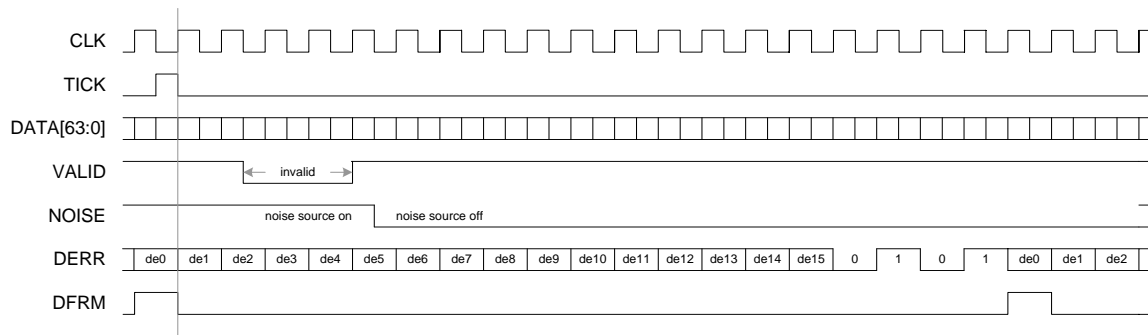 CLK
TICK
DATA[63:0]
VALID invalid
NOISE noise source on noise source off
DERR de0 de1 de2 de3 de4 de5 de6 de7 de8 de9 de10 de11 de12 de13 de14 de15 0 1 0 1 de0 de1 de2
DFRM